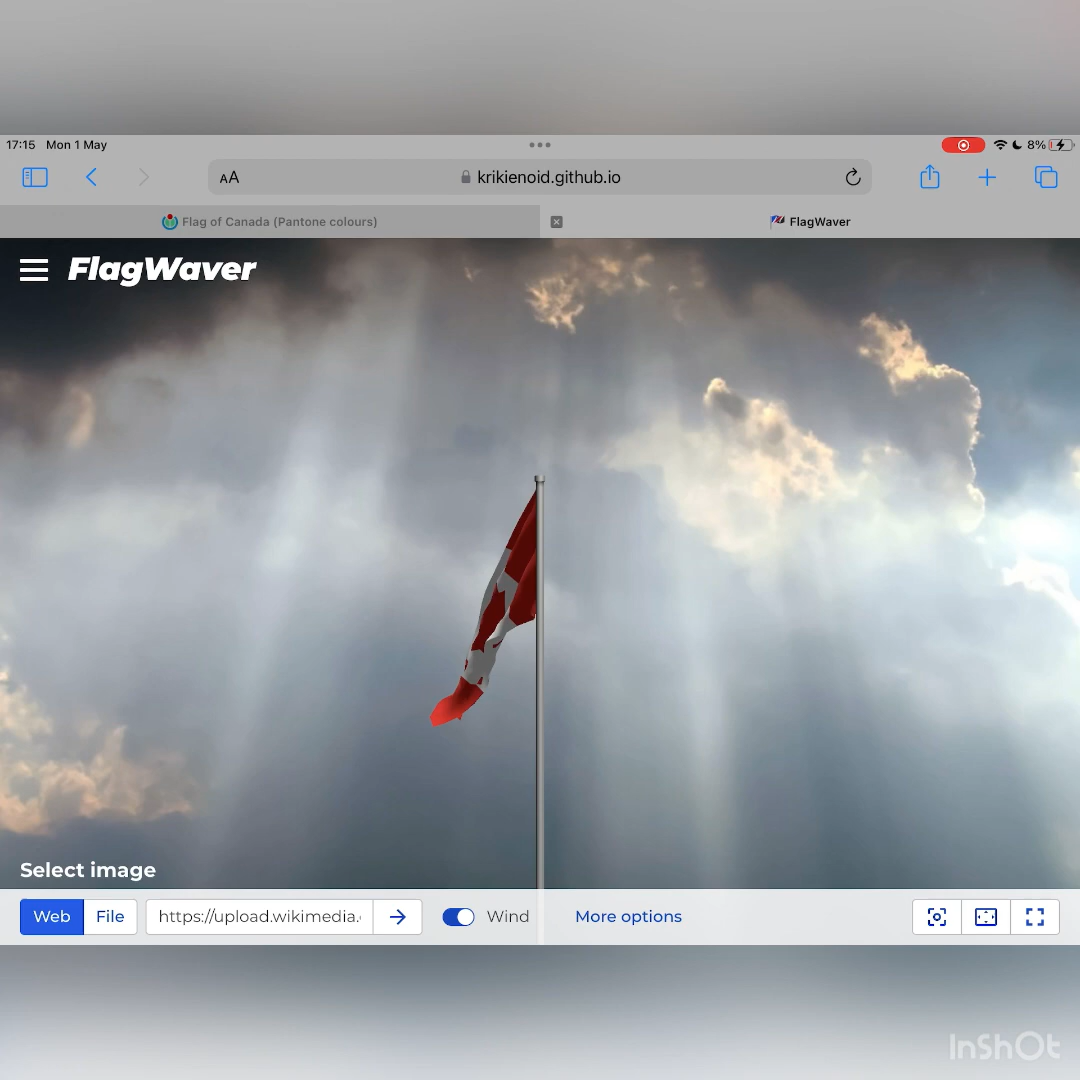 17:15 Mon 1 May
8%
AA
krikienoid.github.io
Flag of Canada (Pantone colours)
FlagWaver
FlagWaver
Select image
Web
File
https://upload.wikimedia.
Wind
More options
InShOt